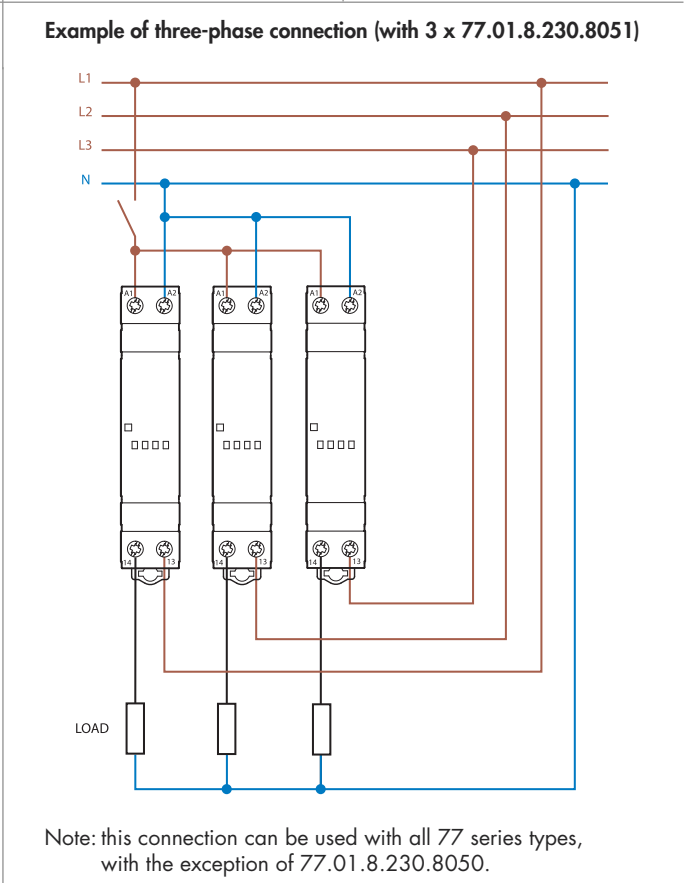 Example of three-phase connection (with 3 x 77.01.8.230.8051)
L1
L2
L3
N
A1 A2 A1 A2 A1 A2
14 13 14 13 14 13
LOAD
Note: this connection can be used with all 77 series types,
with the exception of 77.01.8.230.8050.